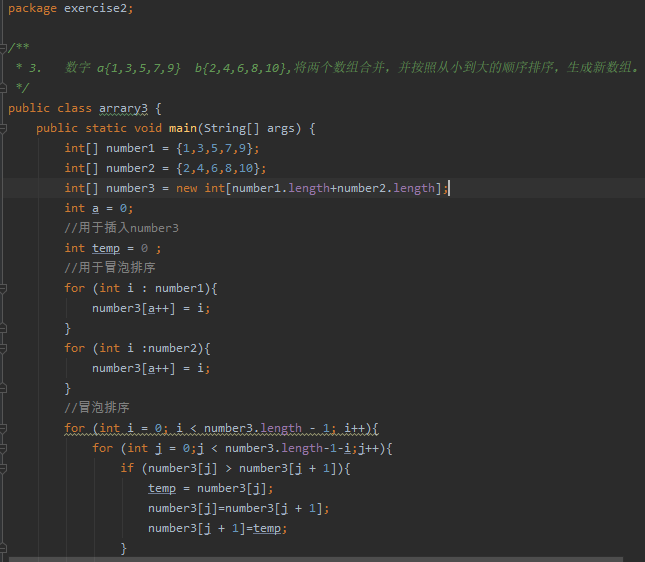 package exercise2;
/**
 * 3.   数字 a{1,3,5,7,9}  b{2,4,6,8,10},将两个数组合并，并按照从小到大的顺序排序，生成新数组。
 */
public class arrary3 {
    public static void main(String[] args) {
        int[] number1 = {1,3,5,7,9};
        int[] number2 = {2,4,6,8,10};
        int[] number3 = new int[number1.length+number2.length];
        int a = 0;
        //用于插入number3
        int temp = 0 ;
        //用于冒泡排序
        for (int i : number1){
            number3[a++] = i;
        }
        for (int i :number2){
            number3[a++] = i;
        }
        //冒泡排序
        for (int i = 0; i < number3.length - 1; i++){
            for (int j = 0;j < number3.length-1-i;j++){
                if (number3[j] > number3[j + 1]){
                    temp = number3[j];
                    number3[j]=number3[j + 1];
                    number3[j + 1]=temp;
                }